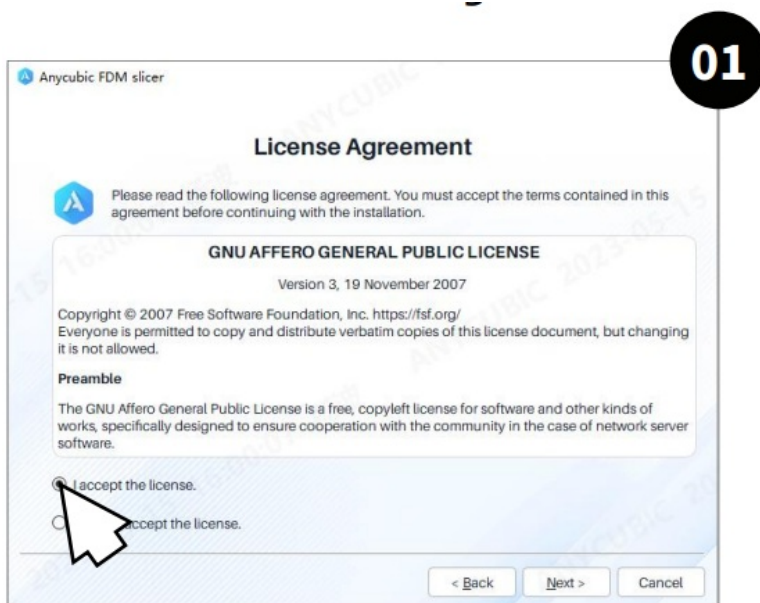 01
Anycubic FDM slicer
License Agreement
Please read the following license agreement. You must accept the terms contained in this
agreement before continuing with the installation.
GNU AFFERO GENERAL PUBLIC LICENSE
Version 3, 19 November 2007
Copyright © 2007 Free Software Foundation, Inc. https://fsf.org/
Everyone is permitted to copy and distribute verbatim copies of this license document, but changing
it is not allowed.
Preamble
The GNU Affero General Public License is a free, copyleft license for software and other kinds of
works, specifically designed to ensure cooperation with the community in the case of network server
software.
I accept the license.
accept the license.
< Back Next > Cancel